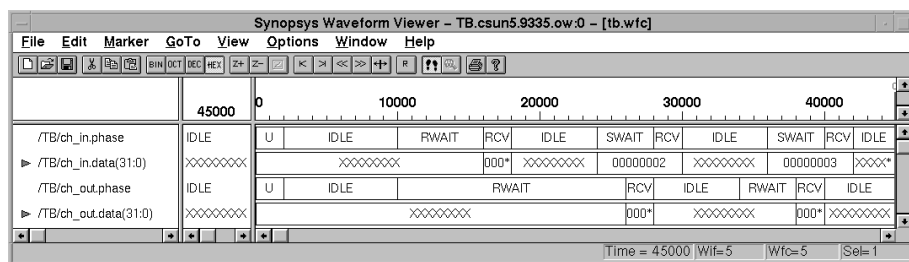 Synopsys Waveform Viewer – TB.csun5.9335.ow:0 – [tb.wfc]
File Edit Marker GoTo View Options Window Help
BIN OCT DEC HEX Z+ Z- R
45000 0 10000 20000 30000 40000
/TB/ch_in.phase IDLE U IDLE RWAIT RCV IDLE SWAIT RCV IDLE SWAIT RCV IDLE
/TB/ch_in.data(31:0) XXXXXXXX XXXXXXXX 000* XXXXXXXX 00000002 XXXXXXXX 00000003 XXXX*
/TB/ch_out.phase IDLE U IDLE RWAIT RCV IDLE RWAIT RCV IDLE
/TB/ch_out.data(31:0) XXXXXXXX XXXXXXXX 000* XXXXXXXX 000* XXXXXXXX
Time = 45000 Wif=5 Wfc=5 Sel=1